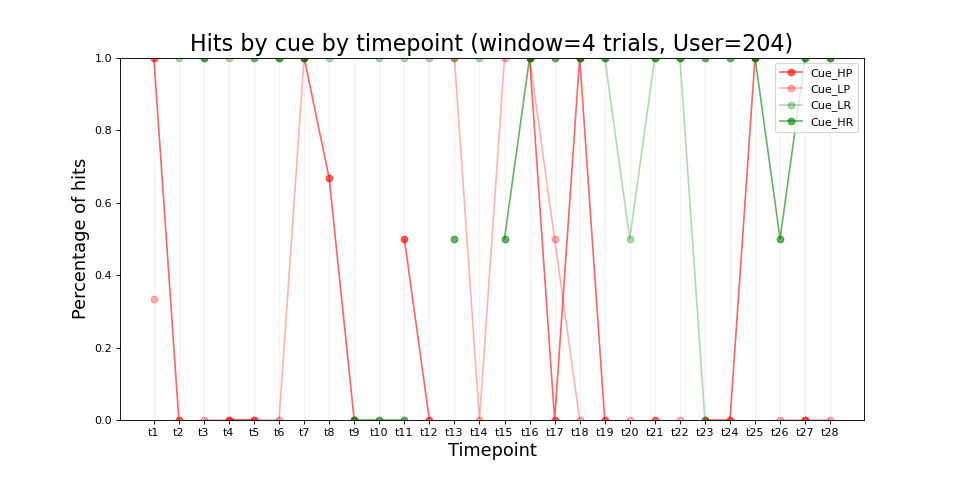 Hits by cue by timepoint (window=4 trials, User=204)
Percentage of hits
1.0
0.8
0.6
0.4
0.2
0.0
Cue_HP
Cue_LP
Cue_LR
Cue_HR
t1 t2 t3 t4 t5 t6 t7 t8 t9 t10 t11 t12 t13 t14 t15 t16 t17 t18 t19 t20 t21 t22 t23 t24 t25 t26 t27 t28
Timepoint